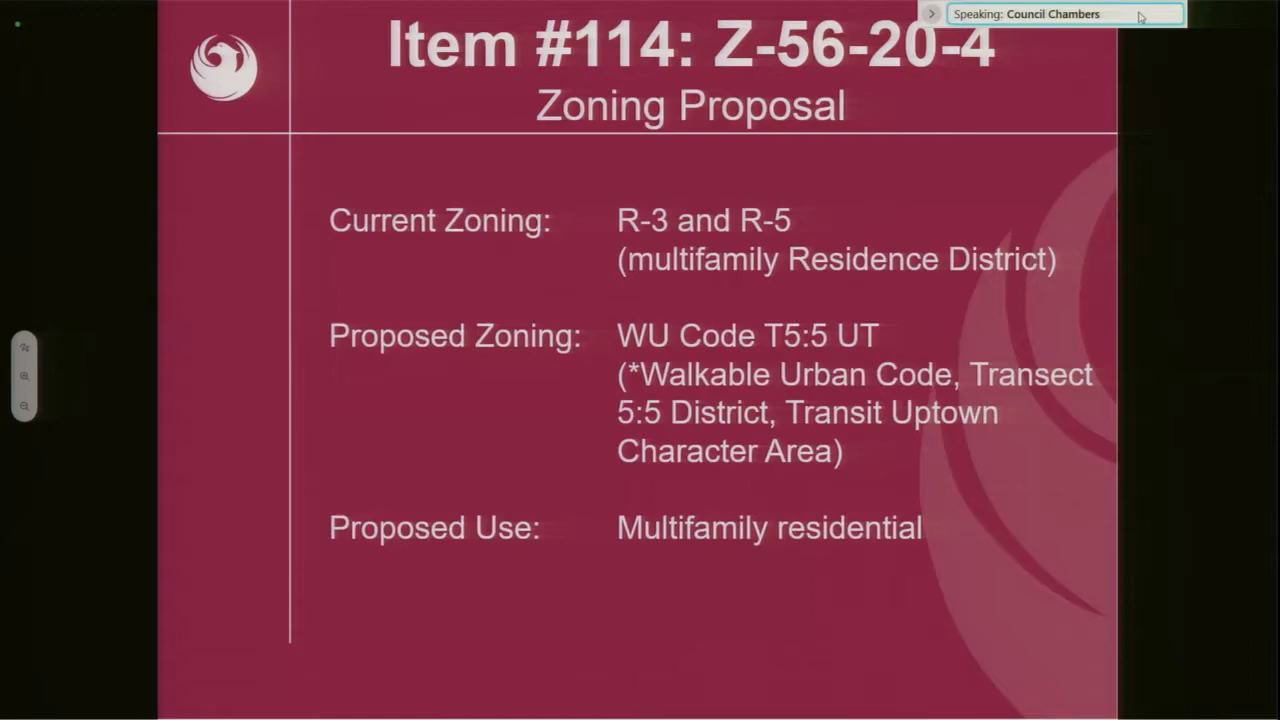 Speaking: Council Chambers
Item #114: Z-56-20-4
Zoning Proposal
Current Zoning: R-3 and R-5
(multifamily Residence District)
Proposed Zoning: WU Code T5:5 UT
(*Walkable Urban Code, Transect
5:5 District, Transit Uptown
Character Area)
Proposed Use: Multifamily residential